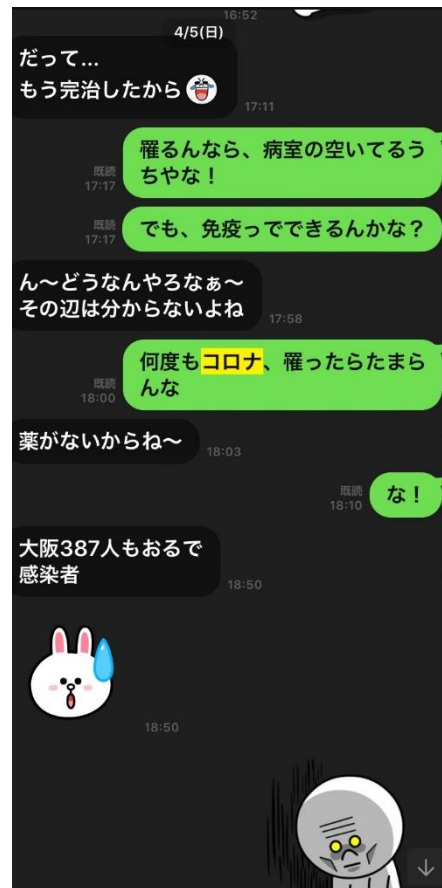 16:52
4/5(日)
だって...
もう完治したから
17:11
罹るんなら、病室の空いてるう
ちやな！
既読
17:17
でも、免疫っでできるんかな？
既読
17:17
ん〜どうなんやろなぁ〜
その辺は分からないよね
17:58
何度もコロナ、罹ったらたまら
んな
既読
18:00
薬がないからね〜
18:03
な！
既読
18:10
大阪387人もおるで
感染者
18:50
18:50